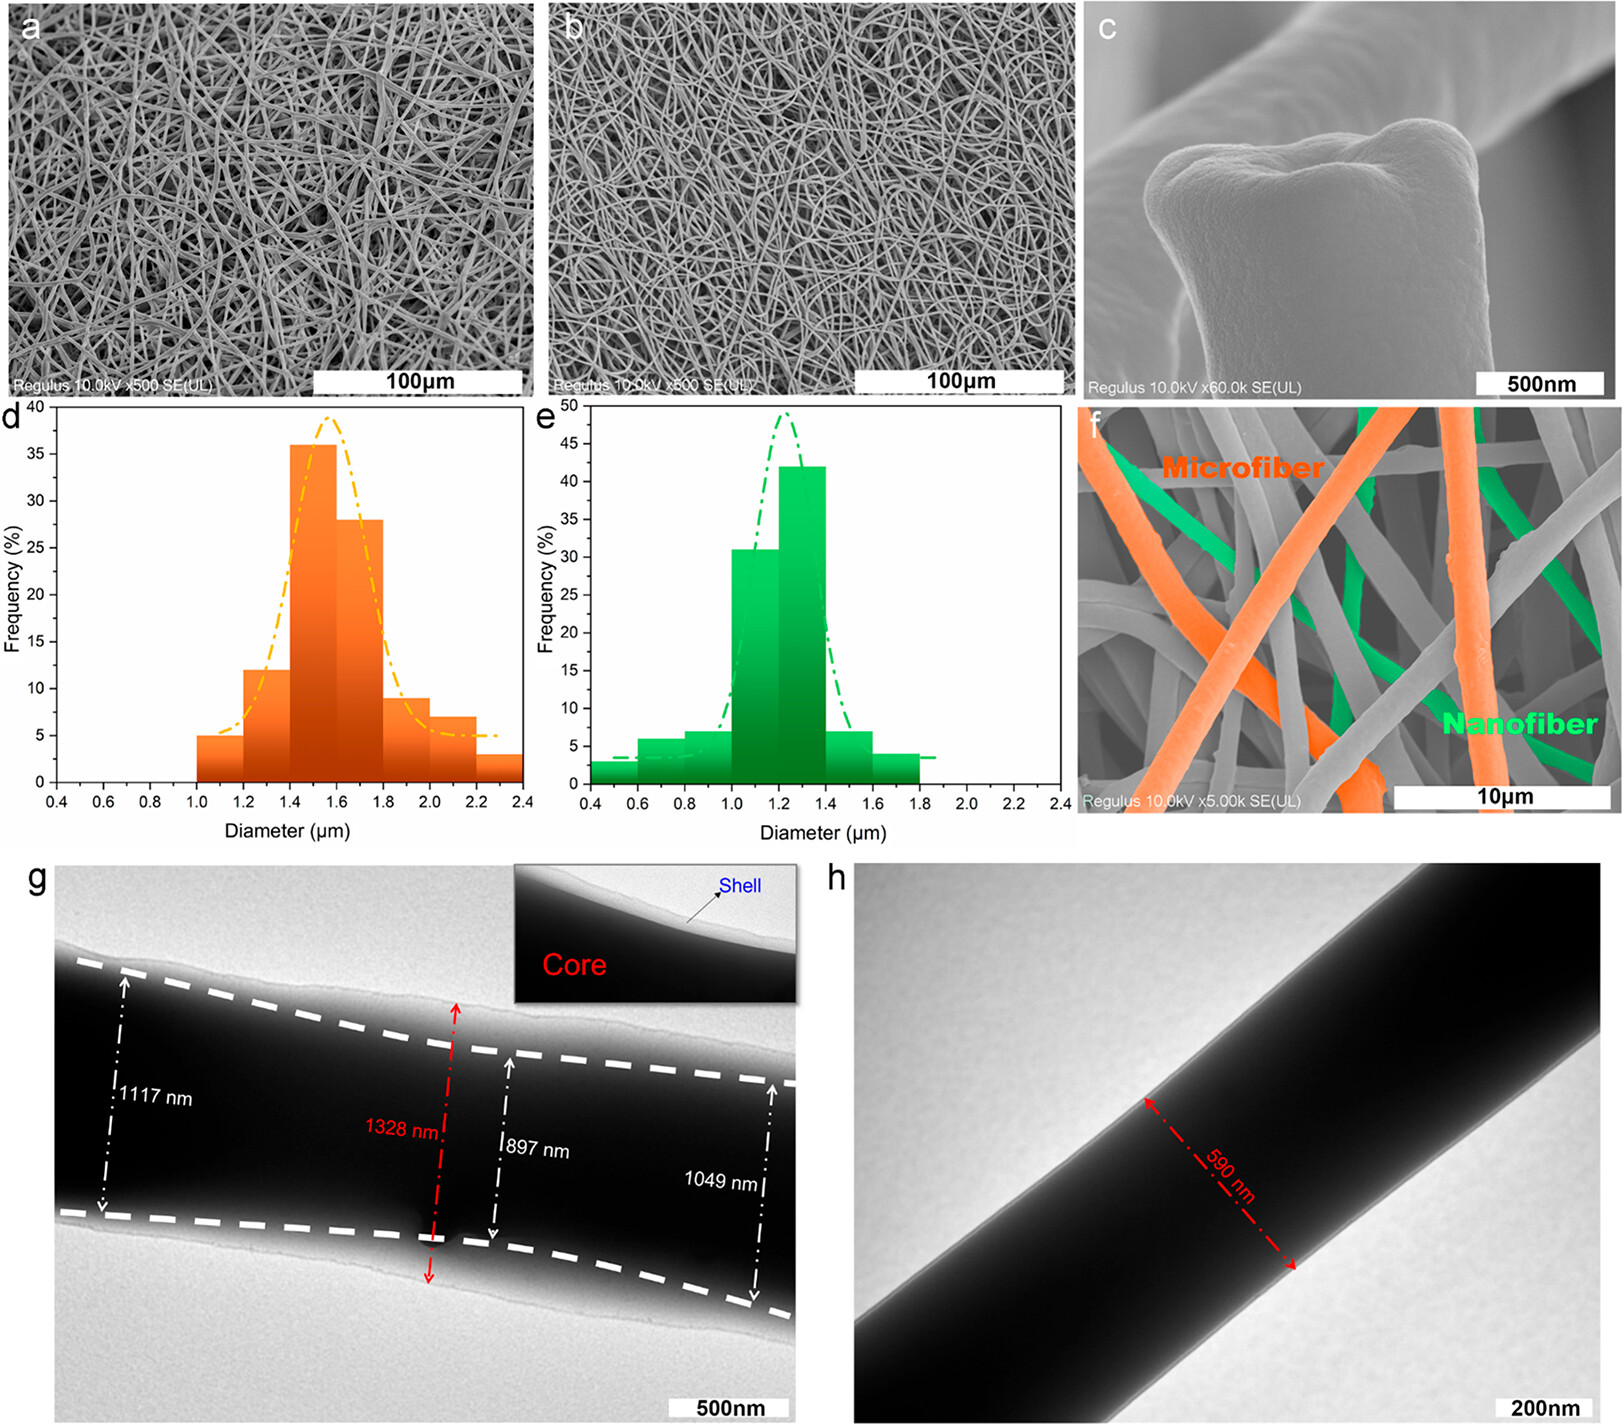 a
Regulus 10.0kV x500 SE(UL)
100μm
b
Regulus 10.0kV x500 SE(UL)
100μm
c
Regulus 10.0kV x60.0k SE(UL)
500nm
d
Frequency (%)
40
35
30
25
20
15
10
5
0
0.4 0.6 0.8 1.0 1.2 1.4 1.6 1.8 2.0 2.2 2.4
Diameter (μm)
e
Frequency (%)
50
45
40
35
30
25
20
15
10
5
0
0.4 0.6 0.8 1.0 1.2 1.4 1.6 1.8 2.0 2.2 2.4
Diameter (μm)
f
Microfiber
Nanofiber
Regulus 10.0kV x5.00k SE(UL)
10μm
g
Shell
Core
1117 nm
1328 nm
897 nm
1049 nm
500nm
h
590 nm
200nm